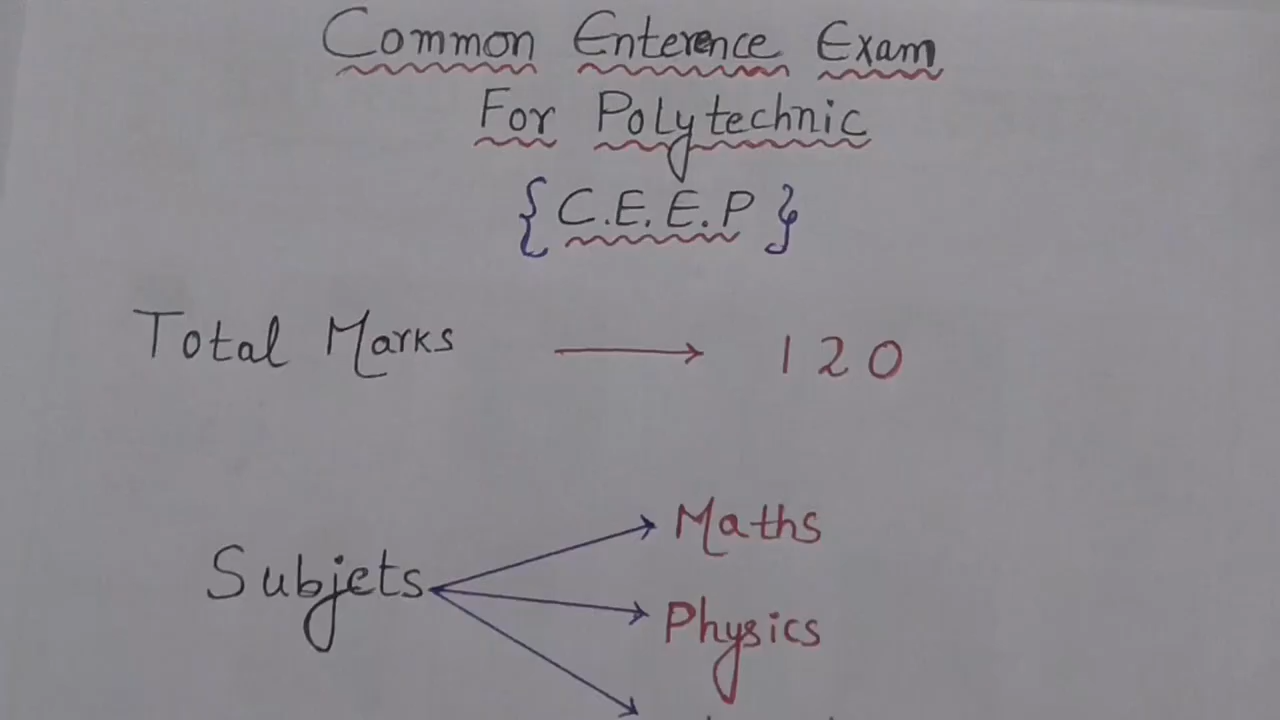 Common Enterence Exam
For Polytechnic
{ C.E.E.P }
Total Marks → 120
Maths
Subjets
Physics